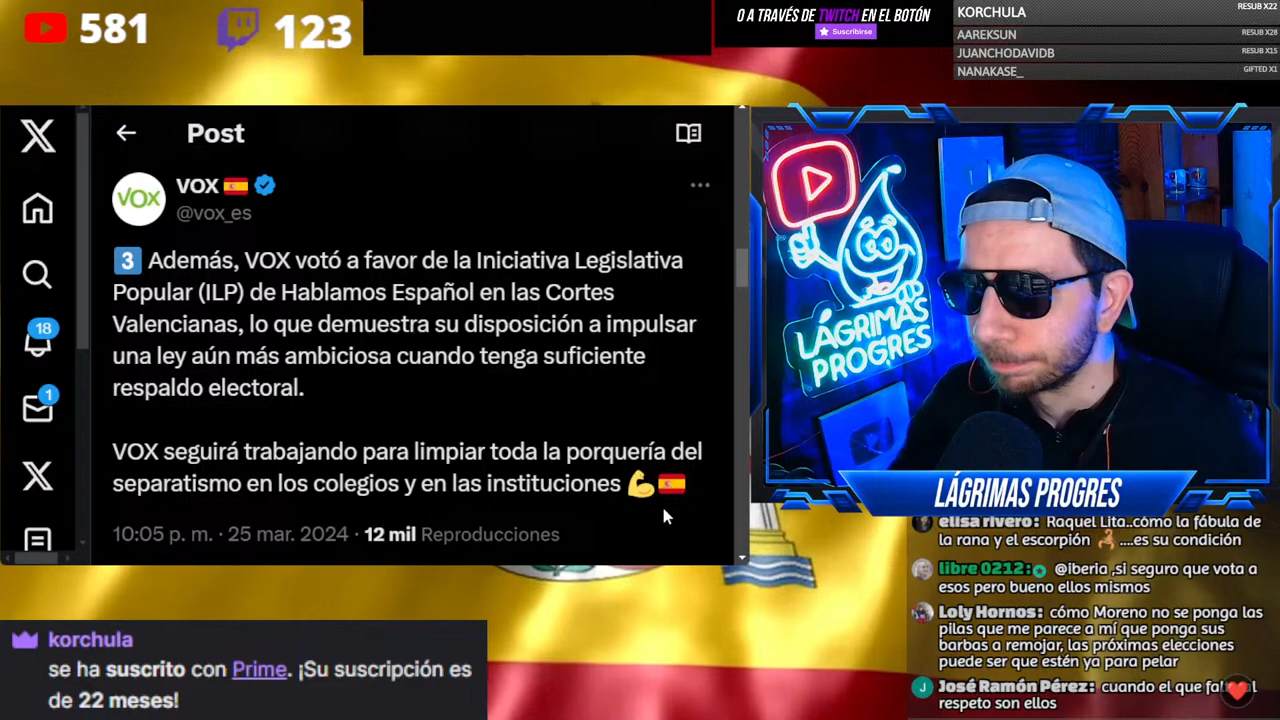 581
123
O A TRAVÉS DE TWITCH EN EL BOTÓN
Suscribirse
KORCHULA
RESUB X22
AAREKSUN
RESUB X28
JUANCHODAVIDB
RESUB X15
NANAKASE_
GIFTED X1
Post
VOX
VOX
@vox_es
3 Además, VOX votó a favor de la Iniciativa Legislativa
Popular (ILP) de Hablamos Español en las Cortes
Valencianas, lo que demuestra su disposición a impulsar
una ley aún más ambiciosa cuando tenga suficiente
respaldo electoral.
VOX seguirá trabajando para limpiar toda la porquería del
separatismo en los colegios y en las instituciones
10:05 p. m. · 25 mar. 2024 · 12 mil Reproducciones
18
1
LÁGRIMAS
PROGRES
LÁGRIMAS PROGRES
elisa rivero: Raquel Lita..cómo la fábula de
la rana y el escorpión ....es su condición
libre 0212: @iberia ,si seguro que vota a
esos pero bueno ellos mismos
Loly Hornos: cómo Moreno no se ponga las
pilas que me parece a mí que ponga sus
barbas a remojar, las próximas elecciones
puede ser que estén ya para pelar
J
José Ramón Pérez: cuando el que al
respeto son ellos
korchula
se ha suscrito con Prime. ¡Su suscripción es
de 22 meses!